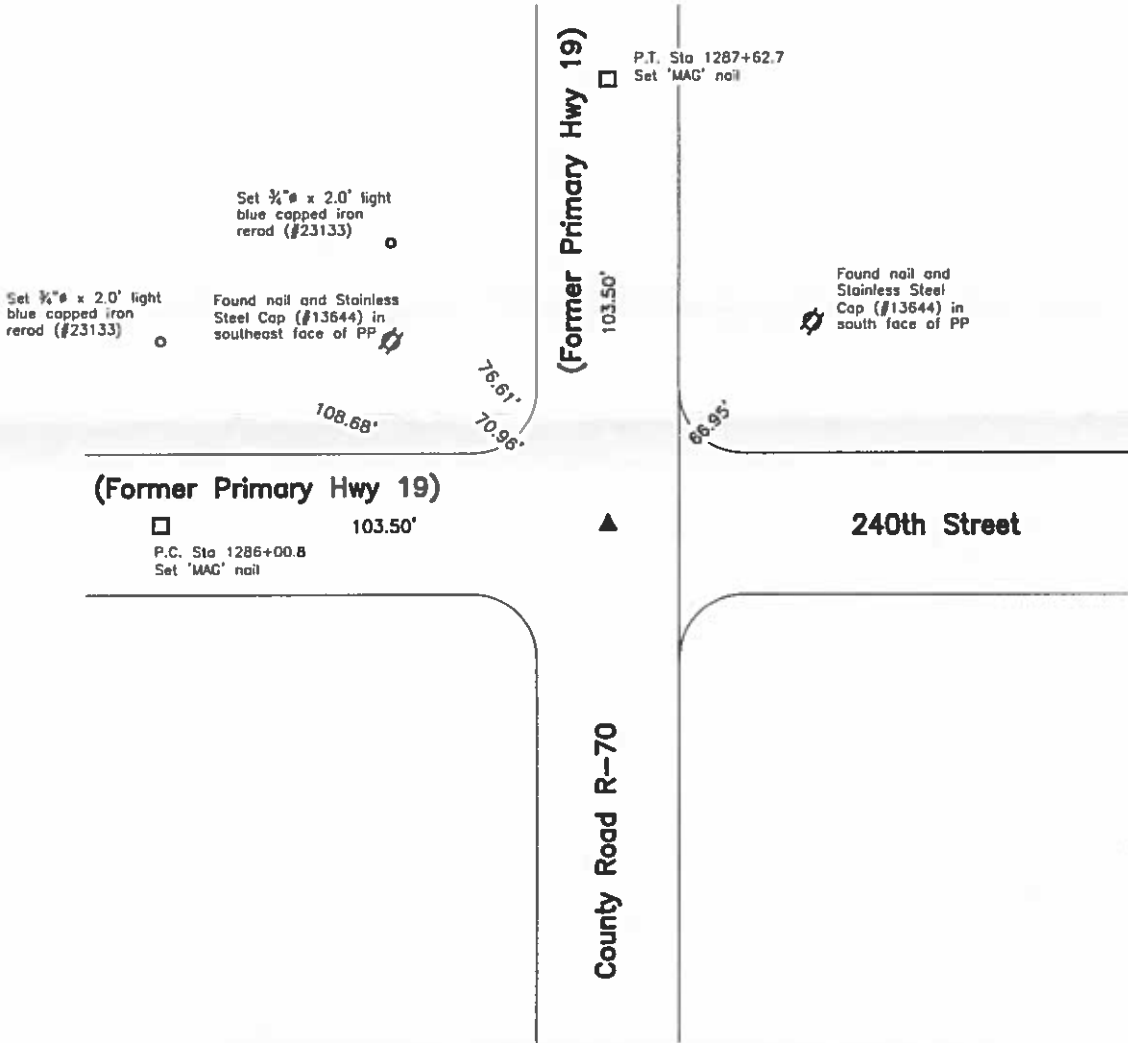 P.T. Sta 1287+62.7
Set 'MAG' nail
(Former Primary Hwy 19)
103.50'
Set ¾"ø x 2.0' light
blue capped iron
rerod (#23133)
Set ¾"ø x 2.0' light
blue capped iron
rerod (#23133)
Found nail and Stainless
Steel Cap (#13644) in
southeast face of PP
Found nail and
Stainless Steel
Cap (#13644) in
south face of PP
76.61'
108.68'
70.96'
66.95'
(Former Primary Hwy 19)
103.50'
240th Street
P.C. Sta 1286+00.8
Set 'MAG' nail
County Road R-70